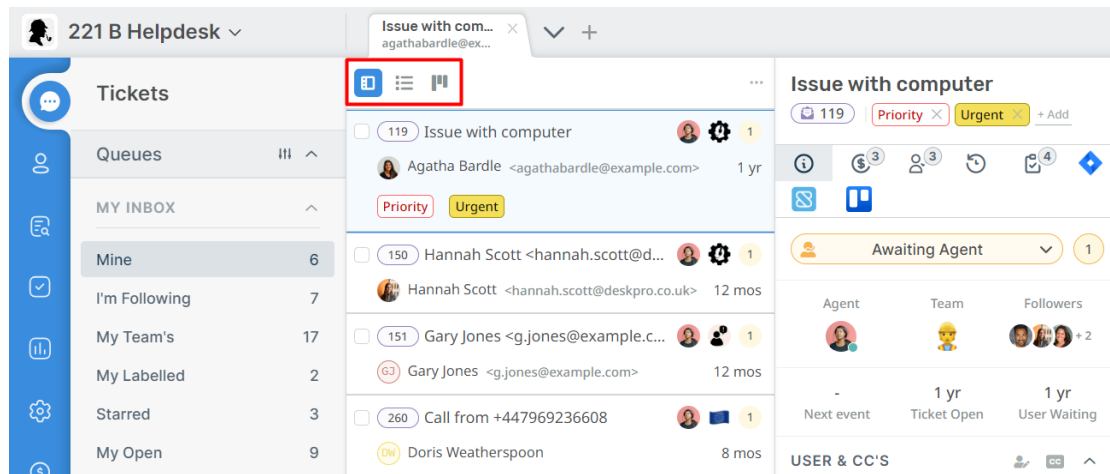 221 B Helpdesk
Issue with com...
agathabardle@ex...
Tickets
Queues
MY INBOX
Mine 6
I'm Following 7
My Team's 17
My Labelled 2
Starred 3
My Open 9
119 Issue with computer 1
Agatha Bardle <agathabardle@example.com> 1 yr
Priority Urgent
150 Hannah Scott <hannah.scott@d... 1
Hannah Scott <hannah.scott@deskpro.co.uk> 12 mos
151 Gary Jones <g.jones@example.c... 1
GJ Gary Jones <g.jones@example.com> 12 mos
260 Call from +447969236608 1
DW Doris Weatherspoon 8 mos
Issue with computer
119 Priority Urgent + Add
3 3 4
Awaiting Agent 1
Agent Team Followers
+ 2
- 1 yr 1 yr
Next event Ticket Open User Waiting
USER & CC'S CC